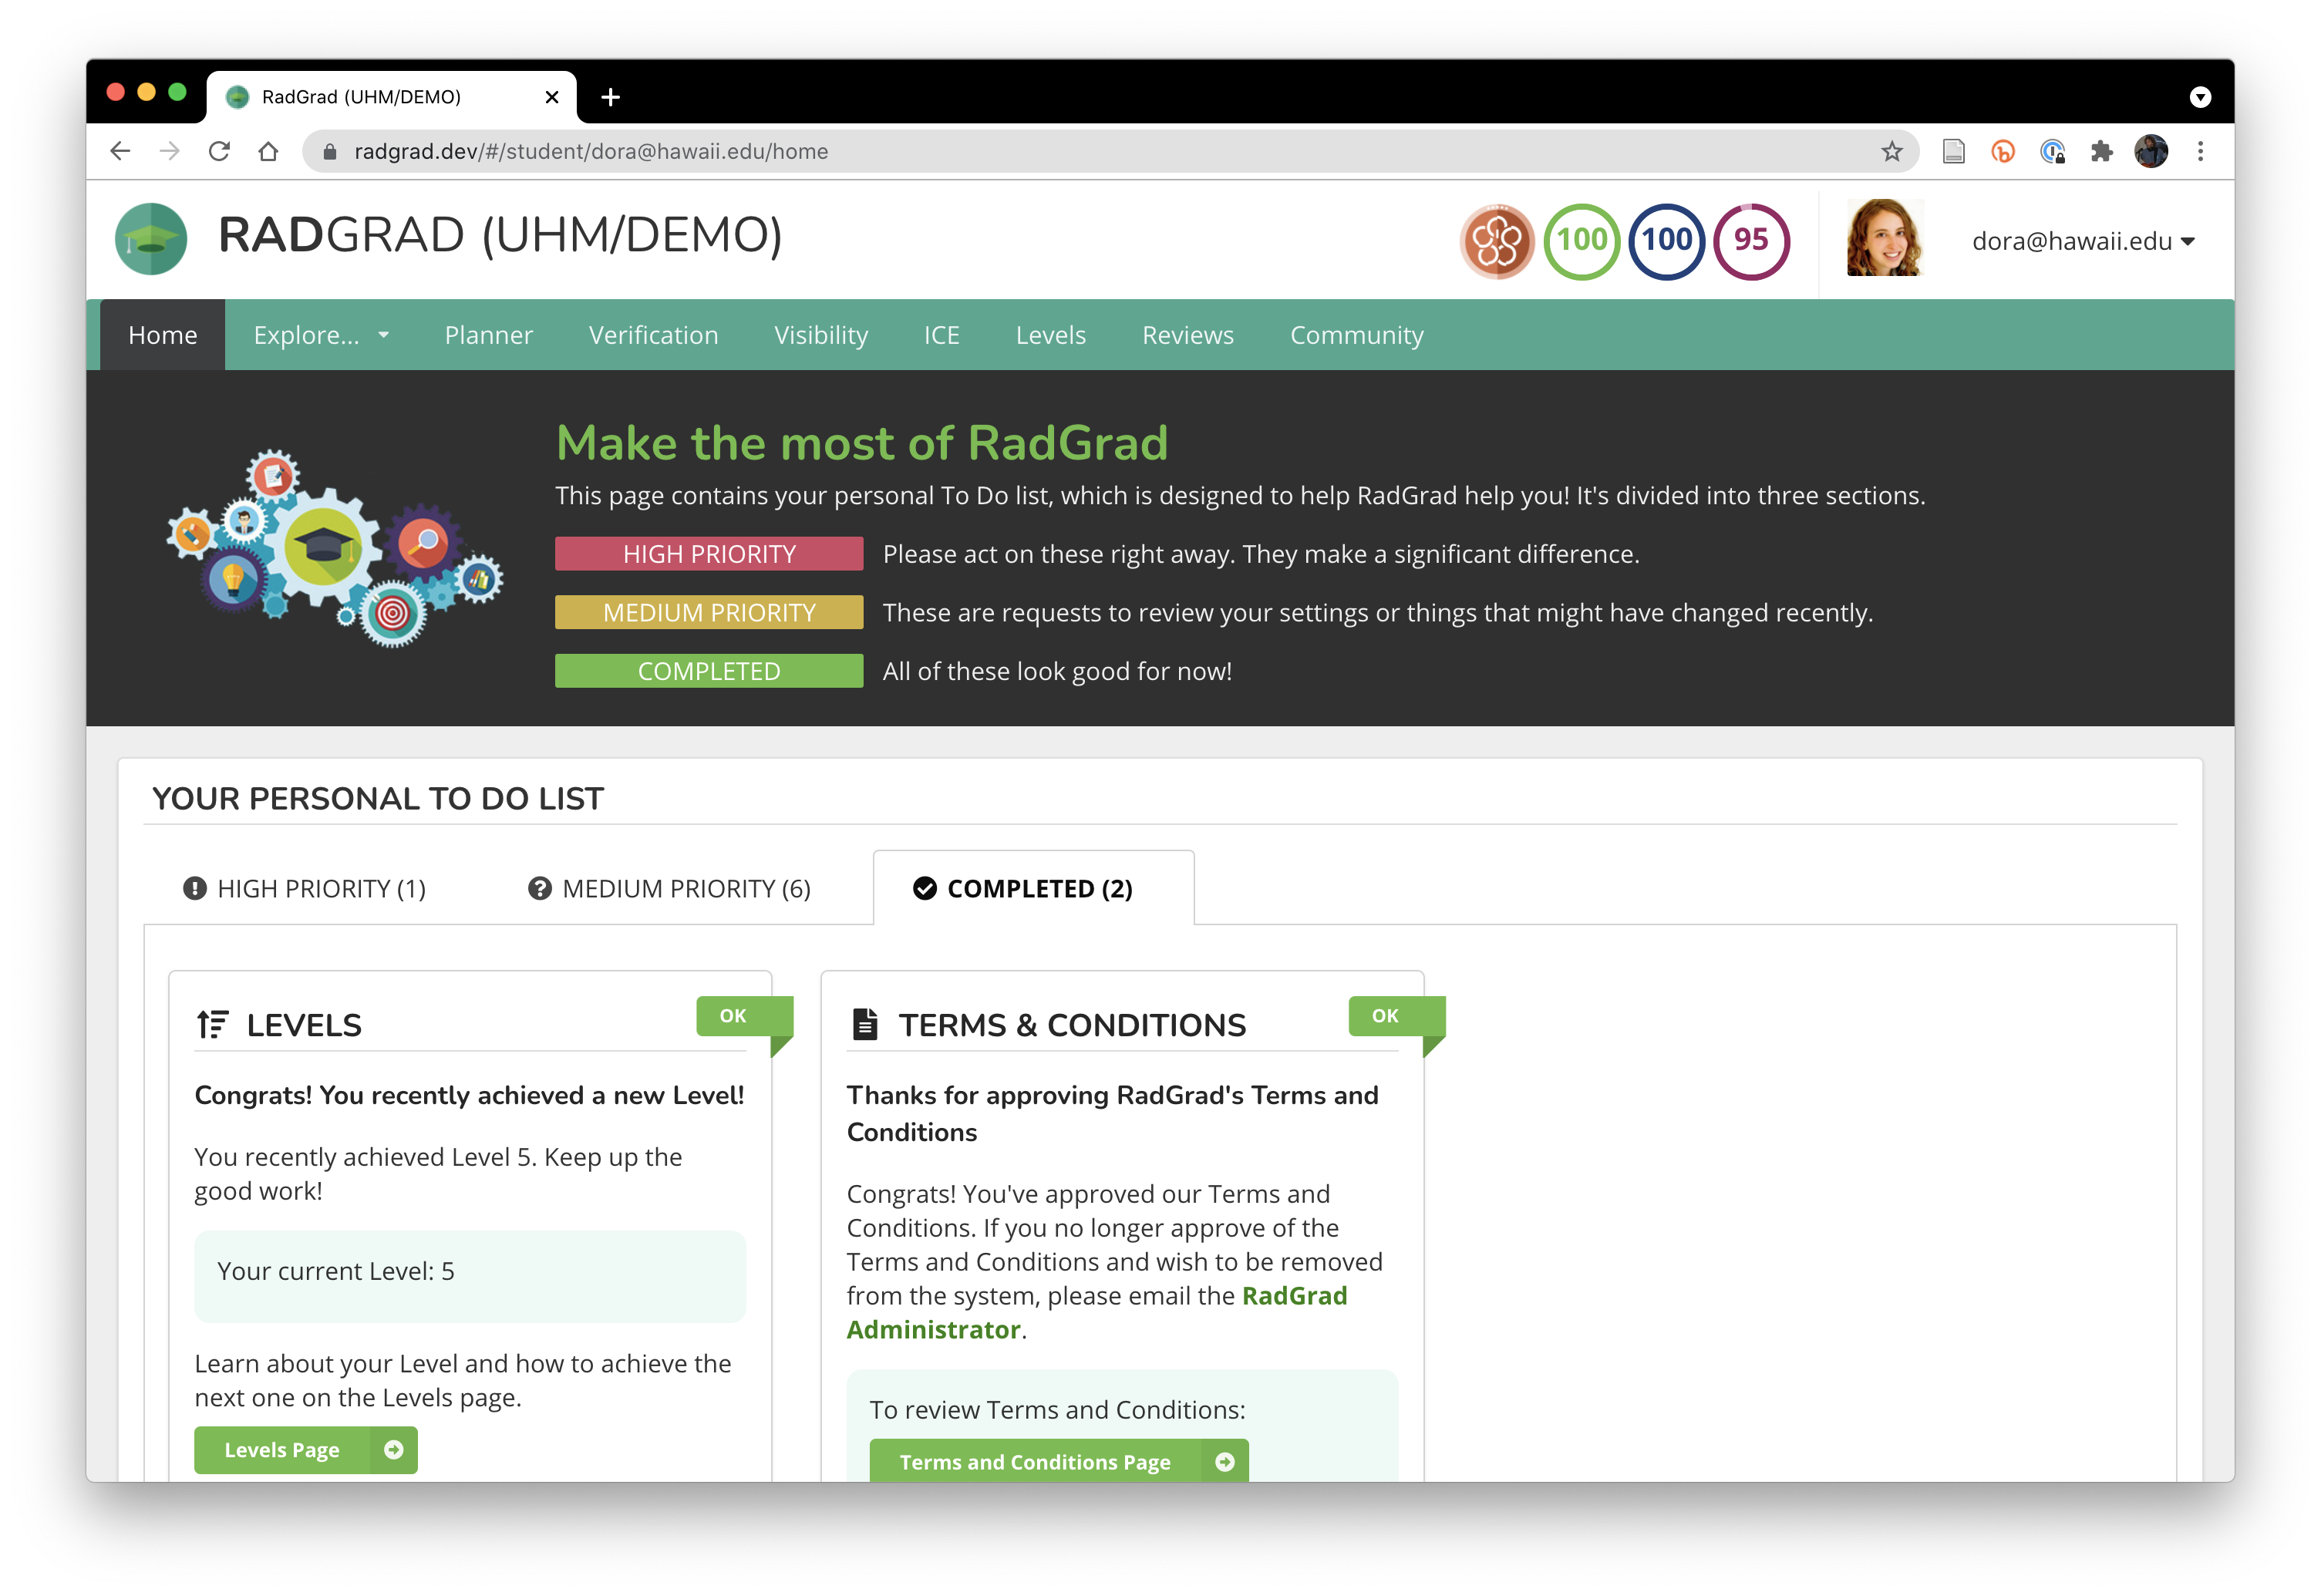 RadGrad (UHM/DEMO)
radgrad.dev/#/student/dora@hawaii.edu/home
RADGRAD (UHM/DEMO)
100
100
95
dora@hawaii.edu
Home
Explore...
Planner
Verification
Visibility
ICE
Levels
Reviews
Community
Make the most of RadGrad
This page contains your personal To Do list, which is designed to help RadGrad help you! It's divided into three sections.
HIGH PRIORITY
Please act on these right away. They make a significant difference.
MEDIUM PRIORITY
These are requests to review your settings or things that might have changed recently.
COMPLETED
All of these look good for now!
YOUR PERSONAL TO DO LIST
HIGH PRIORITY (1)
MEDIUM PRIORITY (6)
COMPLETED (2)
LEVELS
OK
Congrats! You recently achieved a new Level!
You recently achieved Level 5. Keep up the
good work!
Your current Level: 5
Learn about your Level and how to achieve the
next one on the Levels page.
Levels Page
TERMS & CONDITIONS
OK
Thanks for approving RadGrad's Terms and
Conditions
Congrats! You've approved our Terms and
Conditions. If you no longer approve of the
Terms and Conditions and wish to be removed
from the system, please email the RadGrad
Administrator.
To review Terms and Conditions:
Terms and Conditions Page